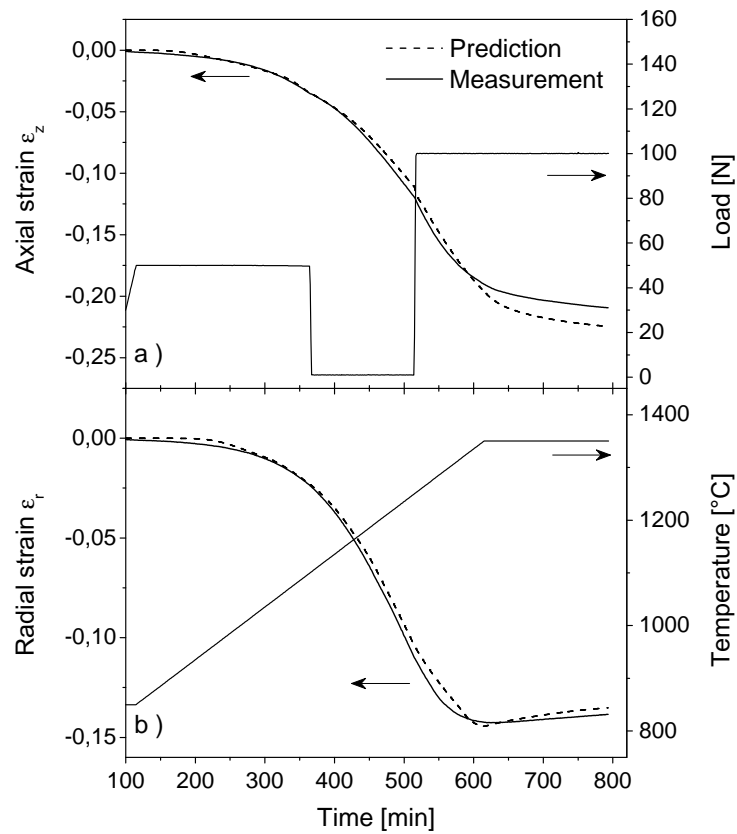 Prediction
Measurement
Axial strain ε_z
0,00
-0,05
-0,10
-0,15
-0,20
-0,25
a )
160
140
120
100
80
60
40
20
0
Load [N]
Radial strain ε_r
0,00
-0,05
-0,10
-0,15
b )
1400
1200
1000
800
Temperature [°C]
100 200 300 400 500 600 700 800
Time [min]